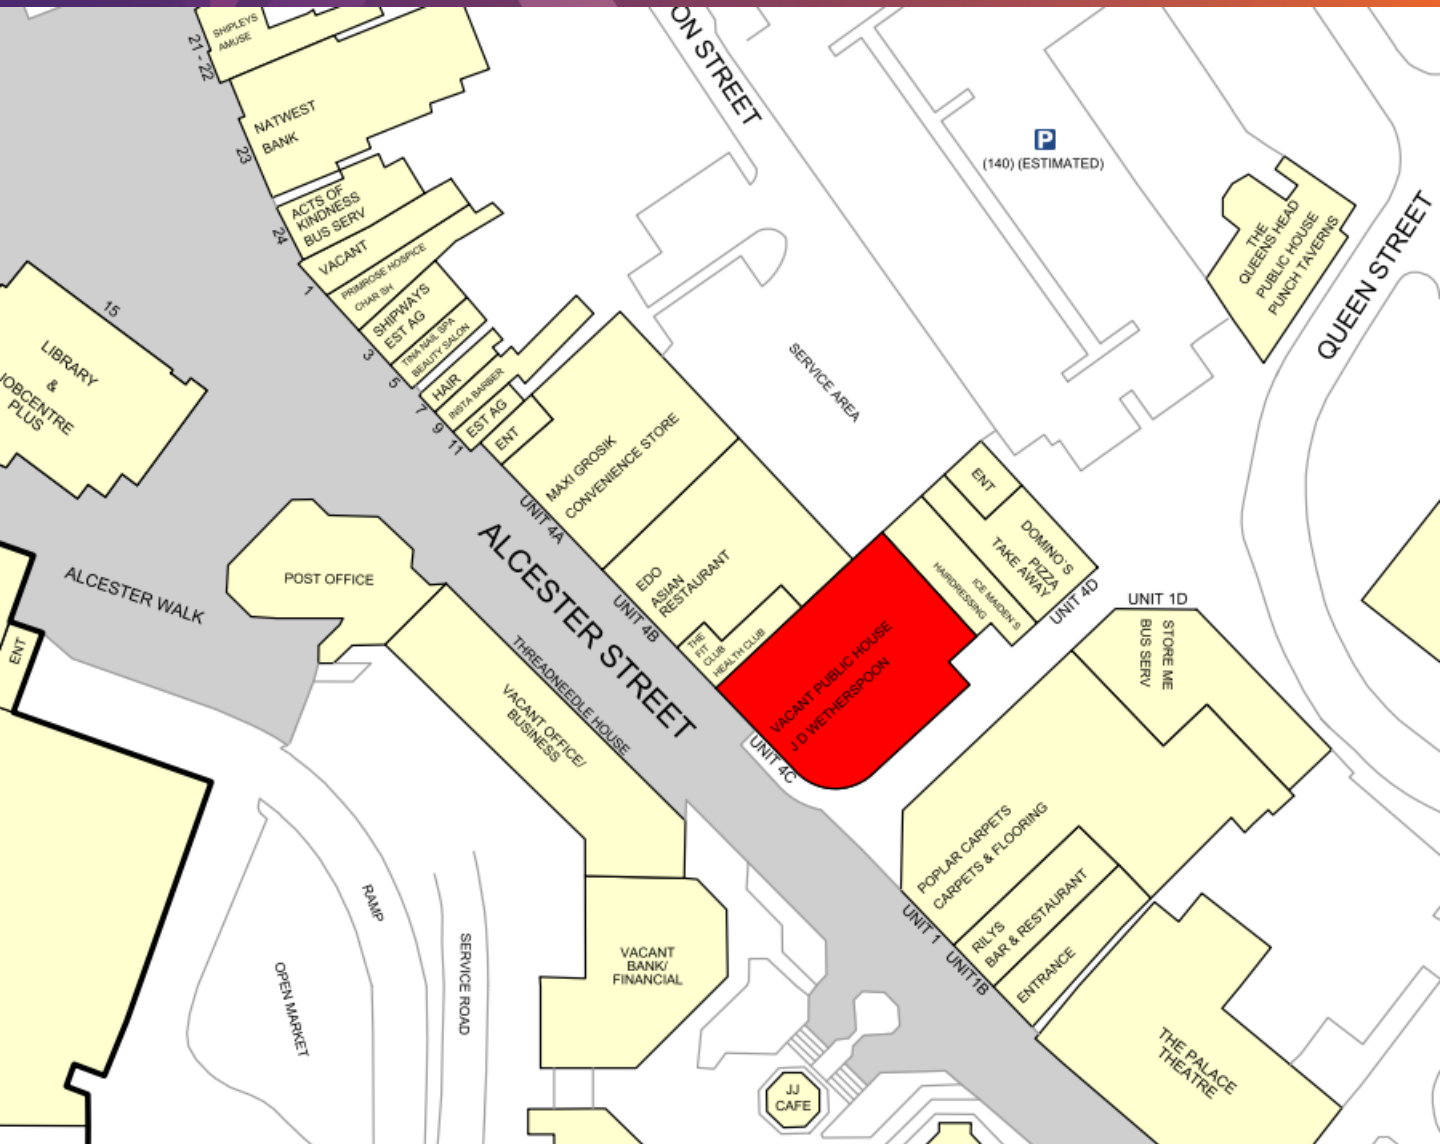 SHIPLEYS
AMUSE
21 - 22
NATWEST
BANK
23
ACTS OF
KINDNESS
BUS SERV
24
VACANT
1
PRIMROSE HOSPICE
CHAR SH
SHIPWAYS
EST AG
3
TINA NAIL SPA
BEAUTY SALON
5
HAIR
7
INSTA BARBER
9
EST AG
11
ENT
ON STREET
P
(140) (ESTIMATED)
THE
QUEENS HEAD
PUBLIC HOUSE
PUNCH TAVERNS
QUEEN STREET
SERVICE AREA
15
LIBRARY
&
JOBCENTRE
PLUS
MAXI GROSIK
CONVENIENCE STORE
UNIT 4A
EDO
ASIAN
RESTAURANT
UNIT 4B
THE
FIT
CLUB
HEALTH CLUB
ALCESTER STREET
POST OFFICE
ALCESTER WALK
ENT
THREADNEEDLE HOUSE
VACANT OFFICE/
BUSINESS
VACANT PUBLIC HOUSE
J D WETHERSPOON
UNIT 4C
ENT
DOMINO'S
PIZZA
TAKE AWAY
ICE MAIDEN'S
HAIRDRESSING
UNIT 4D
UNIT 1D
STORE ME
BUS SERV
POPLAR CARPETS
CARPETS & FLOORING
UNIT 1
RILYS
BAR & RESTAURANT
UNIT1B
ENTRANCE
THE PALACE
THEATRE
VACANT
BANK/
FINANCIAL
RAMP
SERVICE ROAD
OPEN MARKET
JJ
CAFE